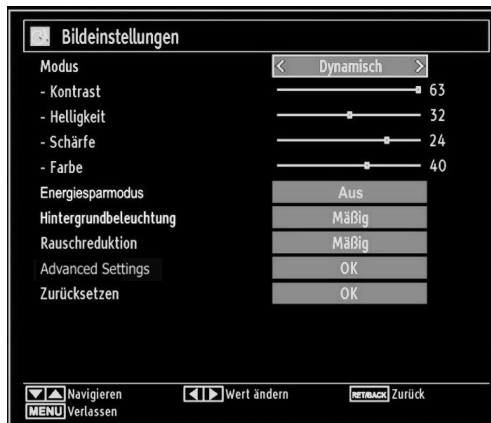 Bildeinstellungen
Modus Dynamisch
- Kontrast 63
- Helligkeit 32
- Schärfe 24
- Farbe 40
Energiesparmodus Aus
Hintergrundbeleuchtung Mäßig
Rauschreduktion Mäßig
Advanced Settings OK
Zurücksetzen OK
Navigieren Wert ändern RET/BACK Zurück
MENU Verlassen